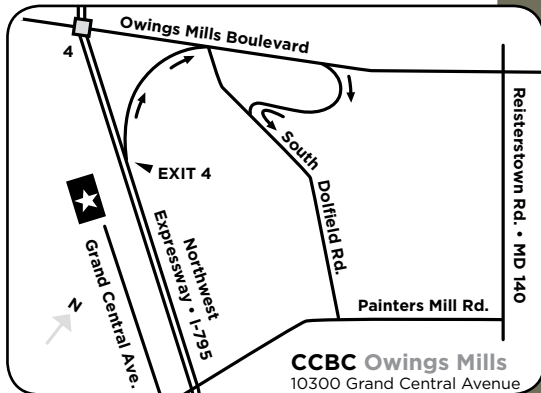 Owings Mills Boulevard
4
EXIT 4
South
Dolfield Rd.
Reisterstown Rd. • MD 140
Northwest
Expressway • I-795
Grand Central Ave.
N
Painters Mill Rd.
CCBC Owings Mills
10300 Grand Central Avenue